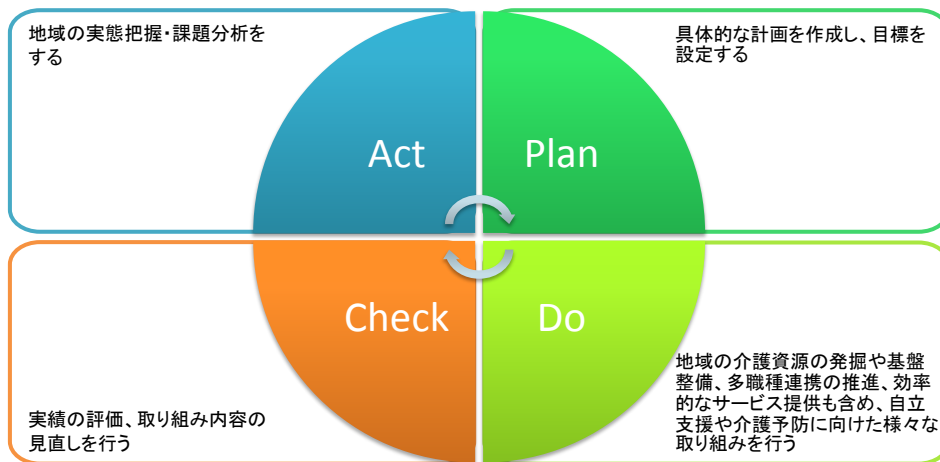 地域の実態把握・課題分析を
する
具体的な計画を作成し、目標を
設定する
Act
Plan
Check
Do
実績の評価、取り組み内容の
見直しを行う
地域の介護資源の発掘や基盤
整備、多職種連携の推進、効率
的なサービス提供も含め、自立
支援や介護予防に向けた様々な
取り組みを行う